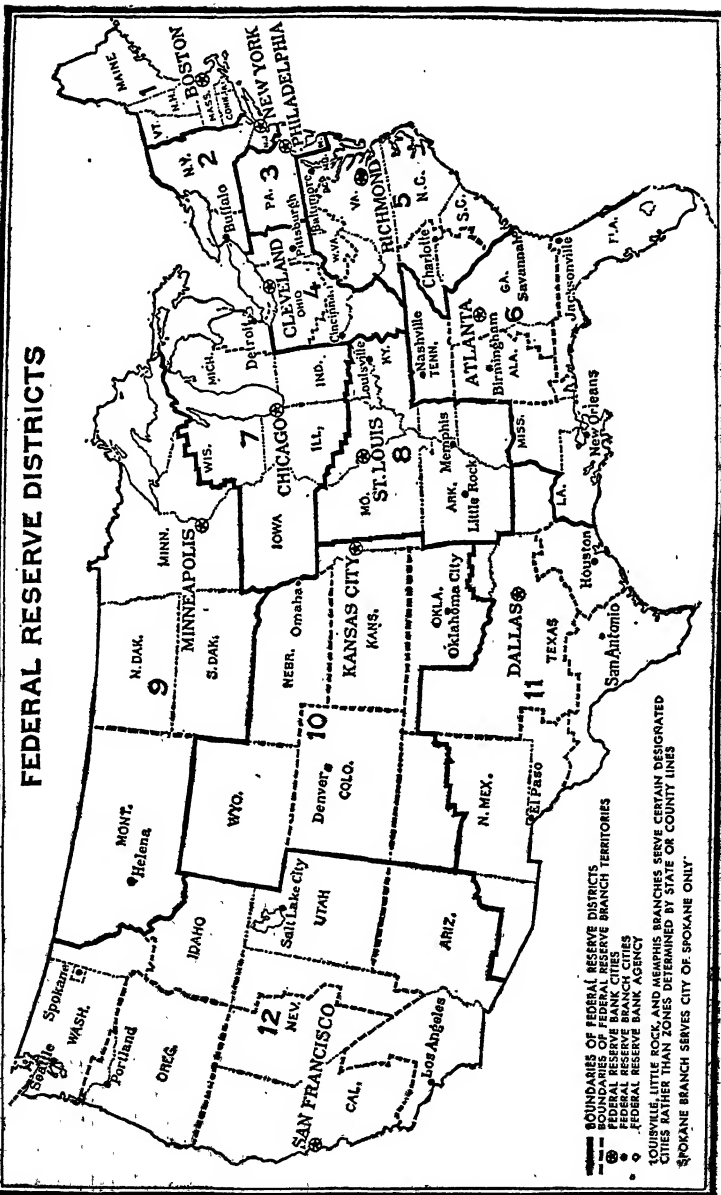 FEDERAL RESERVE DISTRICTS
MAINE
1
VT.
N.H.
BOSTON
MASS.
CONN.
N.Y.
2
Buffalo
NEW YORK
PHILADELPHIA
PA.
3
Pittsburgh
Baltimore
CLEVELAND
OHIO
4
Cincinnati
W.VA.
VA.
RICHMOND
5
N.C.
Charlotte
S.C.
MICH.
Detroit
WIS.
7
CHICAGO
ILL.
IND.
IOWA
Louisville
KY.
MO.
ST. LOUIS
8
Nashville
TENN.
Memphis
ARK.
Little Rock
ATLANTA
6
GA.
Savannah
Birmingham
ALA.
Jacksonville
FLA.
MISS.
LA.
New Orleans
MINN.
MINNEAPOLIS
N. DAK.
9
S. DAK.
MONT.
Helena
NEBR.
Omaha
KANSAS CITY
KANS.
10
WYO.
Denver
COLO.
OKLA.
Oklahoma City
N. MEX.
DALLAS
TEXAS
11
Houston
San Antonio
El Paso
Seattle
Spokane
WASH.
Portland
OREG.
IDAHO
Salt Lake City
UTAH
12
NEV.
SAN FRANCISCO
CAL.
Los Angeles
ARIZ.
BOUNDARIES OF FEDERAL RESERVE DISTRICTS
BOUNDARIES OF FEDERAL RESERVE BRANCH TERRITORIES
FEDERAL RESERVE BANK CITIES
FEDERAL RESERVE BRANCH CITIES
FEDERAL RESERVE BANK AGENCY
LOUISVILLE, LITTLE ROCK, AND MEMPHIS BRANCHES SERVE CERTAIN DESIGNATED
CITIES RATHER THAN ZONES DETERMINED BY STATE OR COUNTY LINES
SPOKANE BRANCH SERVES CITY OF SPOKANE ONLY